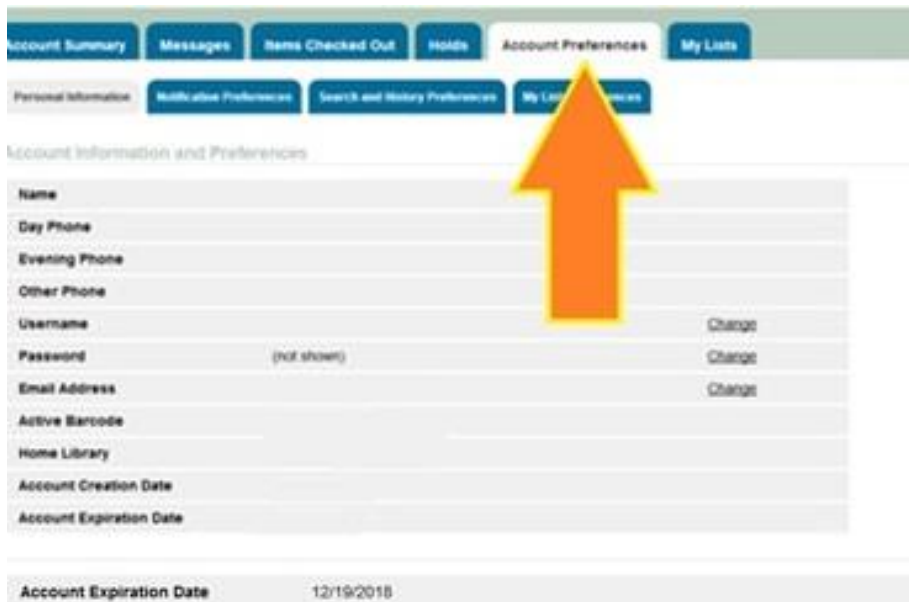 Account Summary Messages Items Checked Out Holds Account Preferences My Lists
Personal Information Notification Preferences Search and History Preferences My
Account Information and Preferences
Name
Day Phone
Evening Phone
Other Phone
Username Change
Password (not shown) Change
Email Address Change
Active Barcode
Home Library
Account Creation Date
Account Expiration Date
Account Expiration Date 12/19/2018